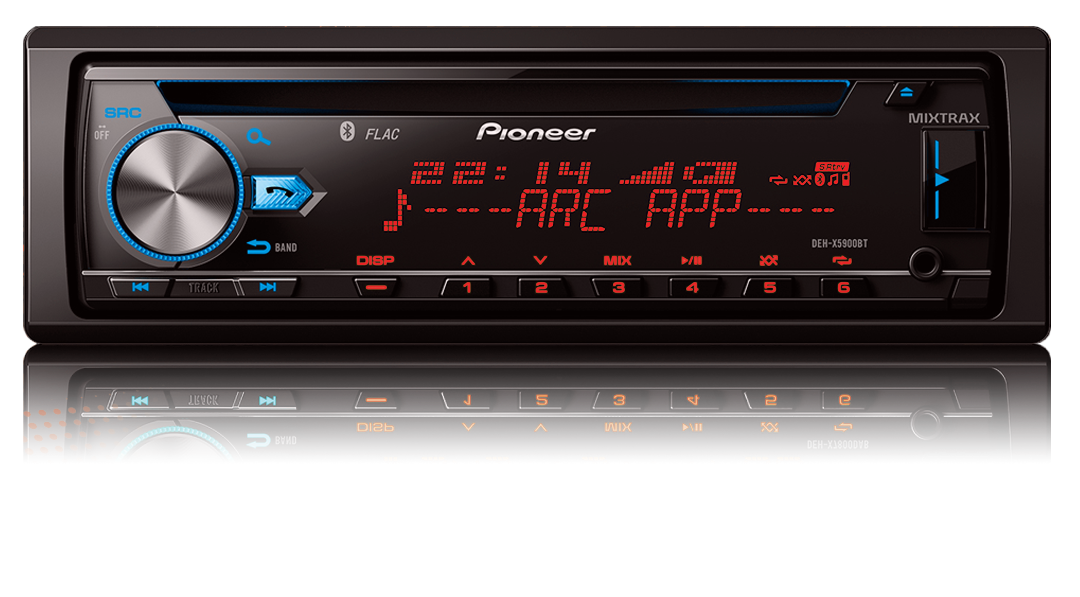 SRC
OFF
FLAC
Pioneer
MIXTRAX
22:14
----ARC APP----
DEH-X5900BT
BAND
DISP MIX
TRACK
1 2 3 4 5 6